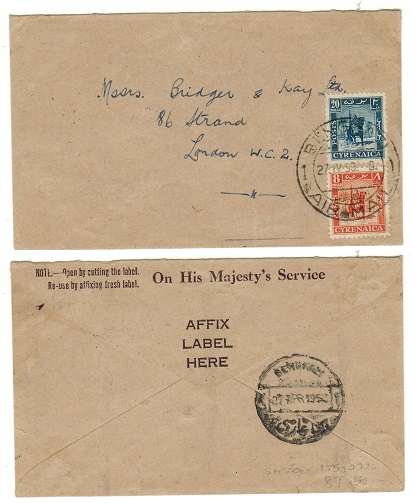 Messrs. Bridger & Kay Ltd.
86 Strand
London W.C.2.
20
POSTS
CYRENAICA
8
CYRENAICA
AIR MAIL
NOTE.—Open by cutting the label.
Re-use by affixing fresh label.
On His Majesty's Service
AFFIX
LABEL
HERE
BENGHAZI
27 APR 1950